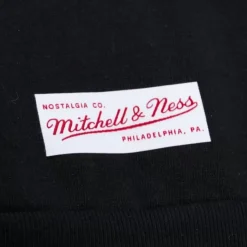 NOSTALGIA CO.
Mitchell & Ness
PHILADELPHIA, PA.